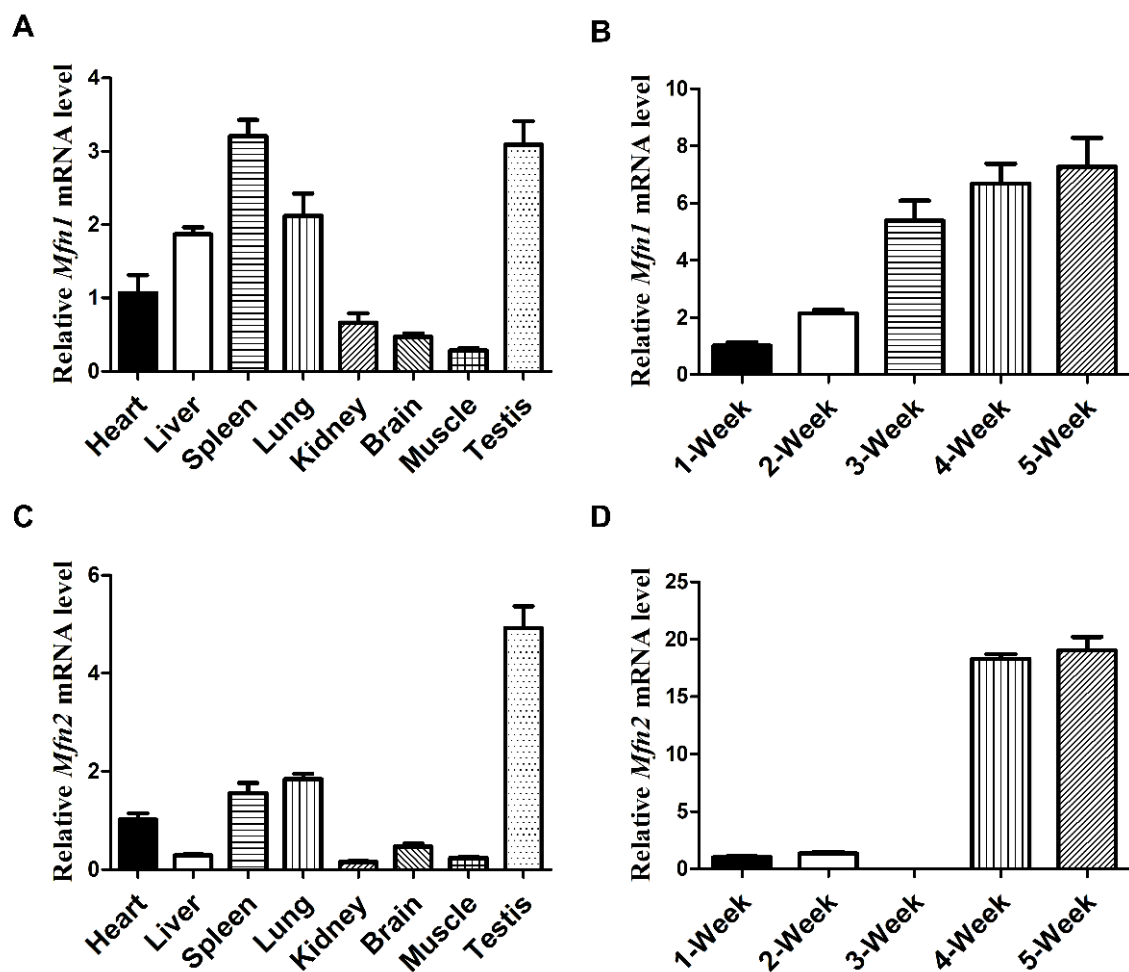 A
Relative Mfn1 mRNA level
4
3
2
1
0
Heart
Liver
Spleen
Lung
Kidney
Brain
Muscle
Testis
B
Relative Mfn1 mRNA level
10
8
6
4
2
0
1-Week
2-Week
3-Week
4-Week
5-Week
C
Relative Mfn2 mRNA level
6
4
2
0
Heart
Liver
Spleen
Lung
Kidney
Brain
Muscle
Testis
D
Relative Mfn2 mRNA level
25
20
15
10
5
0
1-Week
2-Week
3-Week
4-Week
5-Week